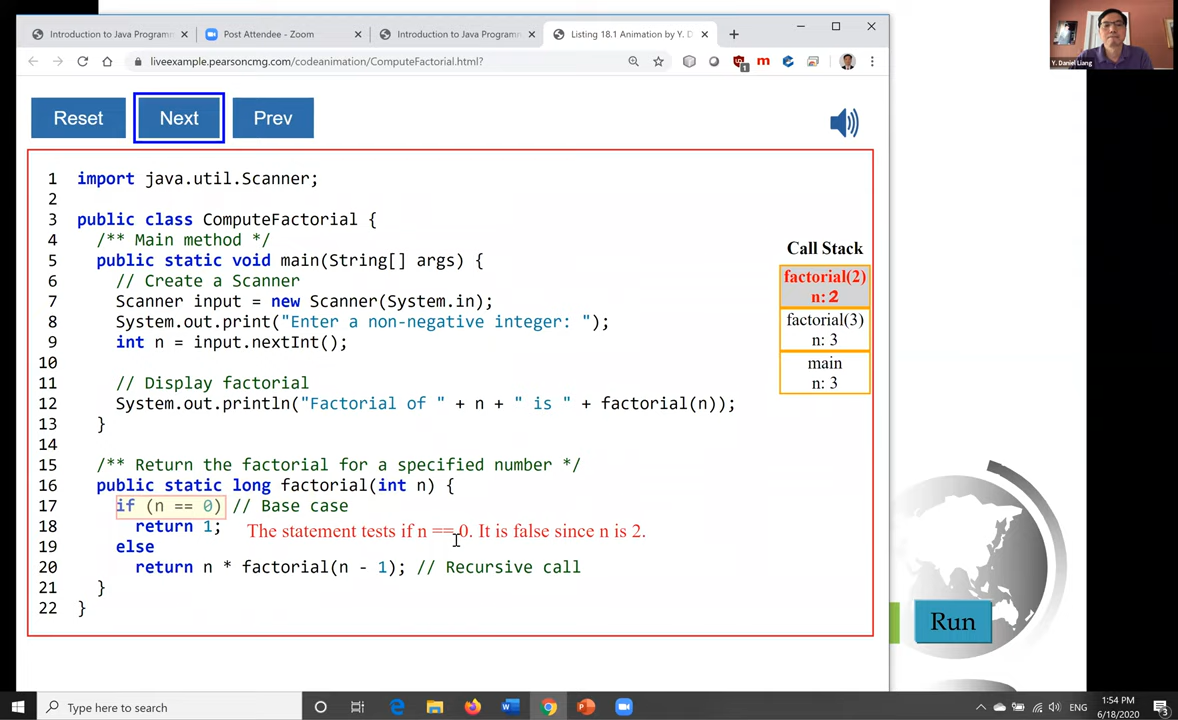 Introduction to Java Programm
Post Attendee - Zoom
Introduction to Java Programm
Listing 18.1 Animation by Y. D
Y. Daniel Liang
liveexample.pearsoncmg.com/codeanimation/ComputeFactorial.html?
1
m
Reset
Next
Prev
1 import java.util.Scanner;
2
3 public class ComputeFactorial {
4 /** Main method */
5 public static void main(String[] args) {
6 // Create a Scanner
7 Scanner input = new Scanner(System.in);
8 System.out.print("Enter a non-negative integer: ");
9 int n = input.nextInt();
10
11 // Display factorial
12 System.out.println("Factorial of " + n + " is " + factorial(n));
13 }
14
15 /** Return the factorial for a specified number */
16 public static long factorial(int n) {
17 if (n == 0) // Base case
18 return 1;
The statement tests if n == 0. It is false since n is 2.
19 else
20 return n * factorial(n - 1); // Recursive call
21 }
22 }
Call Stack
factorial(2)
n: 2
factorial(3)
n: 3
main
n: 3
Run
Type here to search
ENG
1:54 PM
6/18/2020
3